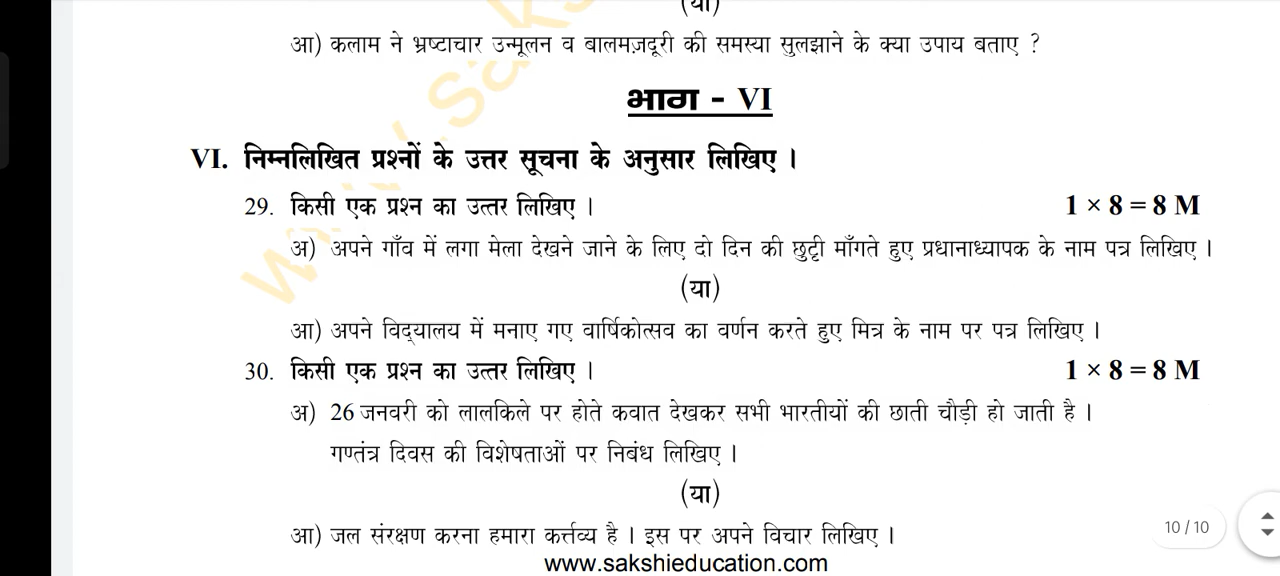 (या)
आ) कलाम ने भ्रष्टाचार उन्मूलन व बालमज़दूरी की समस्या सुलझाने के क्या उपाय बताए ?
भाग - VI
VI. निम्नलिखित प्रश्नों के उत्तर सूचना के अनुसार लिखिए ।
29. किसी एक प्रश्न का उत्तर लिखिए । 1 × 8 = 8 M
अ) अपने गाँव में लगा मेला देखने जाने के लिए दो दिन की छुट्टी माँगते हुए प्रधानाध्यापक के नाम पत्र लिखिए ।
(या)
आ) अपने विद्यालय में मनाए गए वार्षिकोत्सव का वर्णन करते हुए मित्र के नाम पर पत्र लिखिए ।
30. किसी एक प्रश्न का उत्तर लिखिए । 1 × 8 = 8 M
अ) 26 जनवरी को लालकिले पर होते कवात देखकर सभी भारतीयों की छाती चौड़ी हो जाती है ।
गण्तंत्र दिवस की विशेषताओं पर निबंध लिखिए ।
(या)
आ) जल संरक्षण करना हमारा कर्त्तव्य है । इस पर अपने विचार लिखिए ।
10 / 10
www.sakshieducation.com